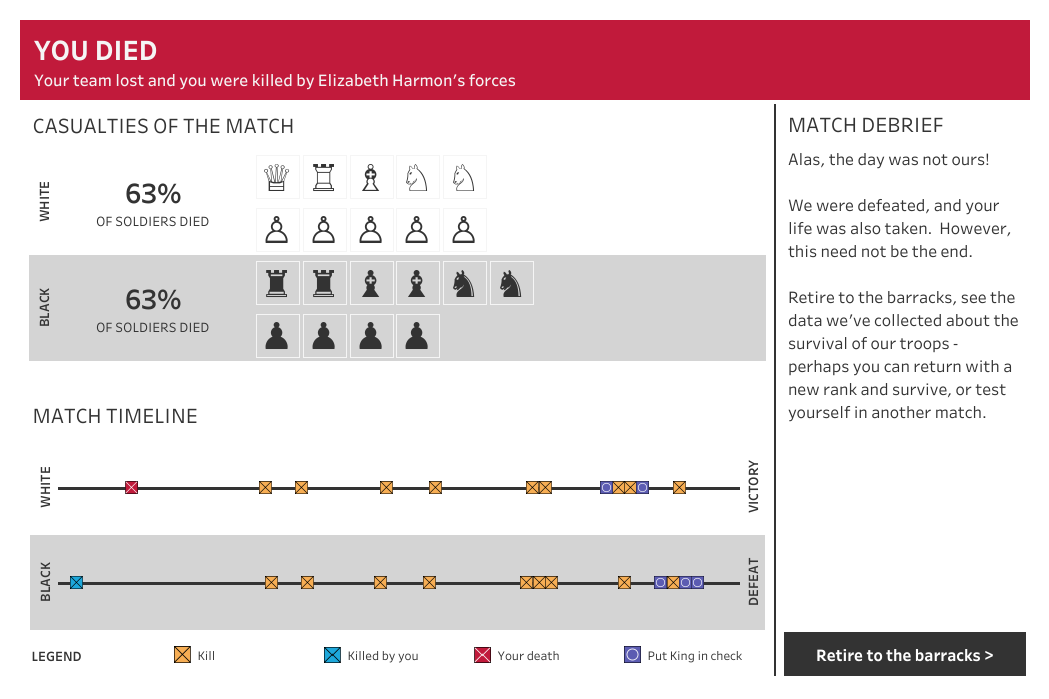 YOU DIED
Your team lost and you were killed by Elizabeth Harmon's forces
CASUALTIES OF THE MATCH
WHITE
63%
OF SOLDIERS DIED
BLACK
63%
OF SOLDIERS DIED
MATCH TIMELINE
WHITE
VICTORY
BLACK
DEFEAT
LEGEND
Kill
Killed by you
Your death
Put King in check
MATCH DEBRIEF
Alas, the day was not ours!
We were defeated, and your
life was also taken.  However,
this need not be the end.
Retire to the barracks, see the
data we've collected about the
survival of our troops -
perhaps you can return with a
new rank and survive, or test
yourself in another match.
Retire to the barracks >